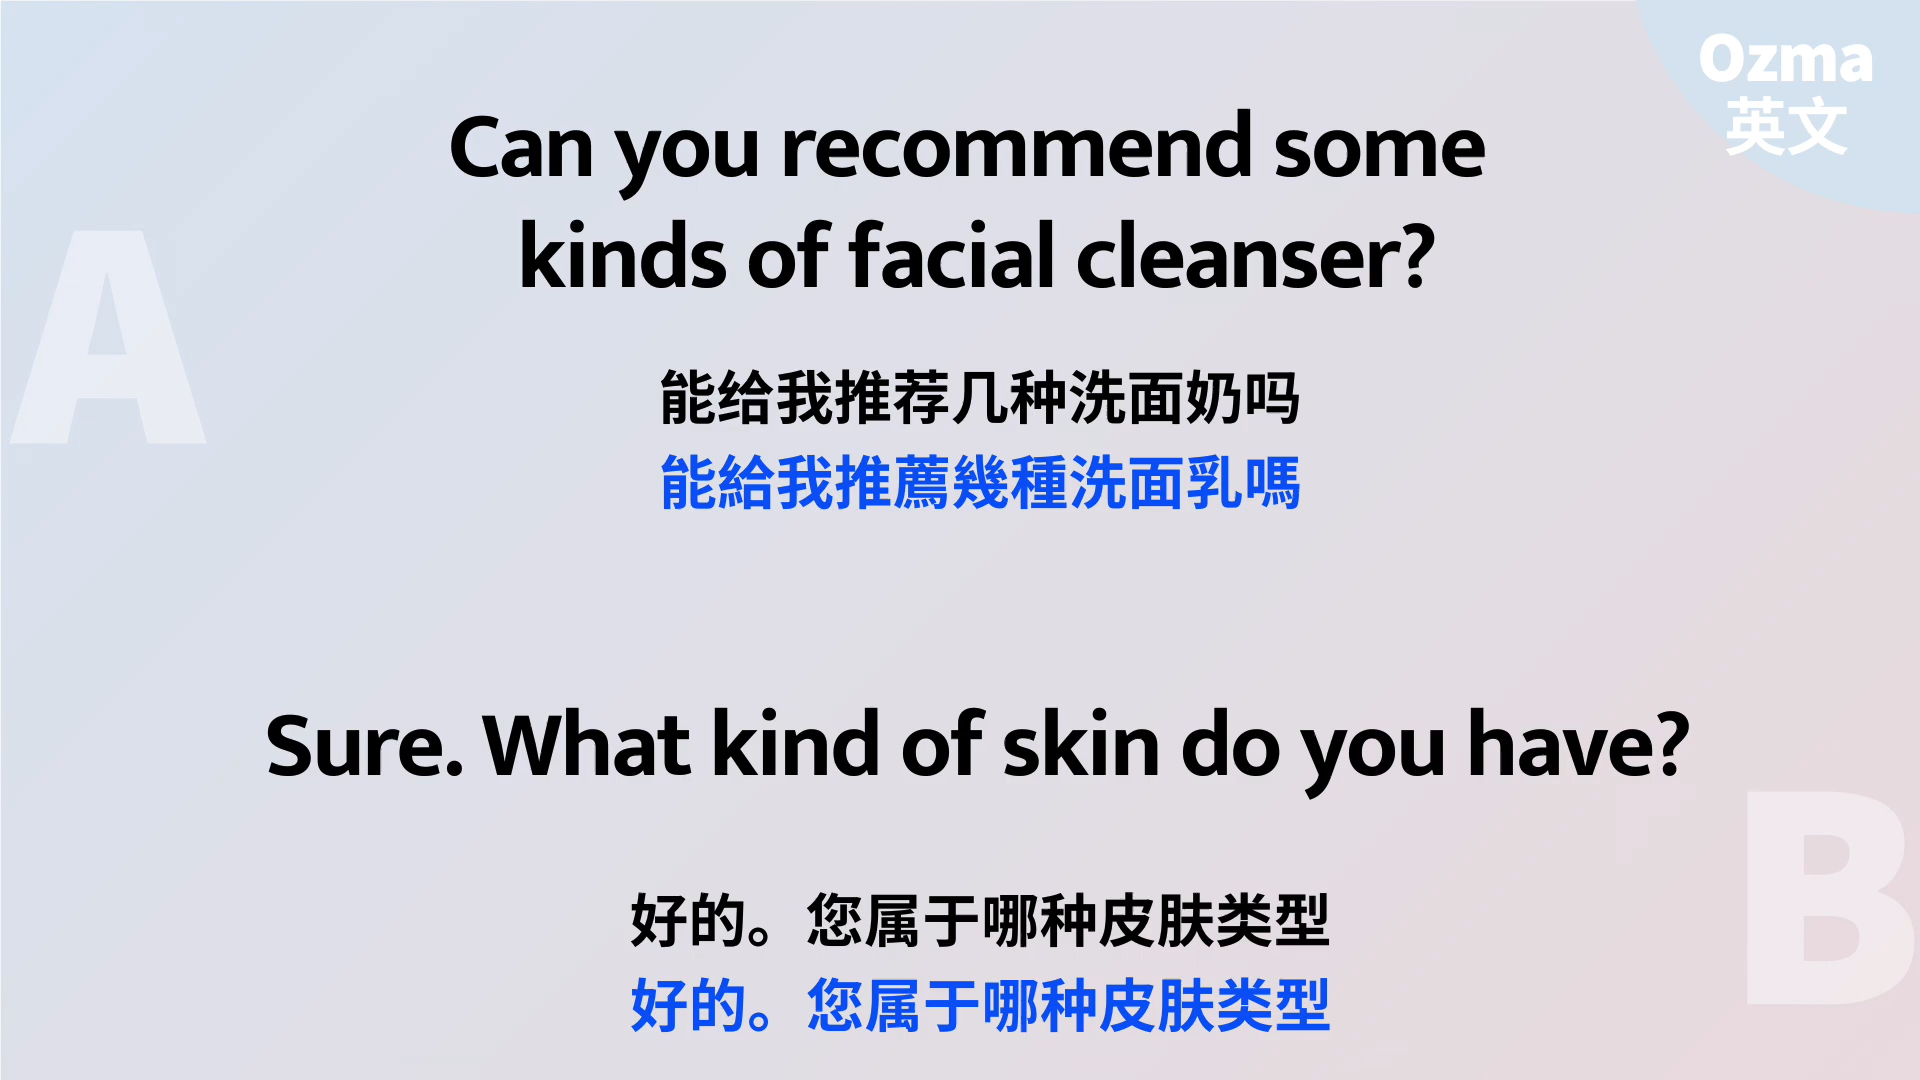 Ozma
英文
A
Can you recommend some
kinds of facial cleanser?
能给我推荐几种洗面奶吗
能給我推薦幾種洗面乳嗎
Sure. What kind of skin do you have?
B
好的。您属于哪种皮肤类型
好的。您属于哪种皮肤类型